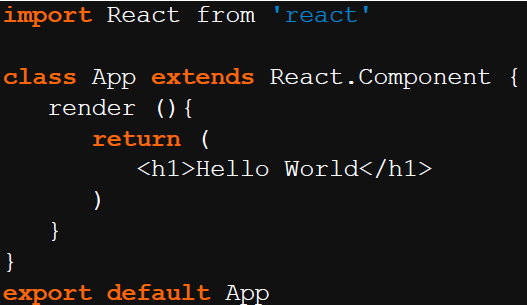 import React from 'react'
class App extends React.Component {
   render (){
      return (
         <h1>Hello World</h1>
      )
   }
}
export default App